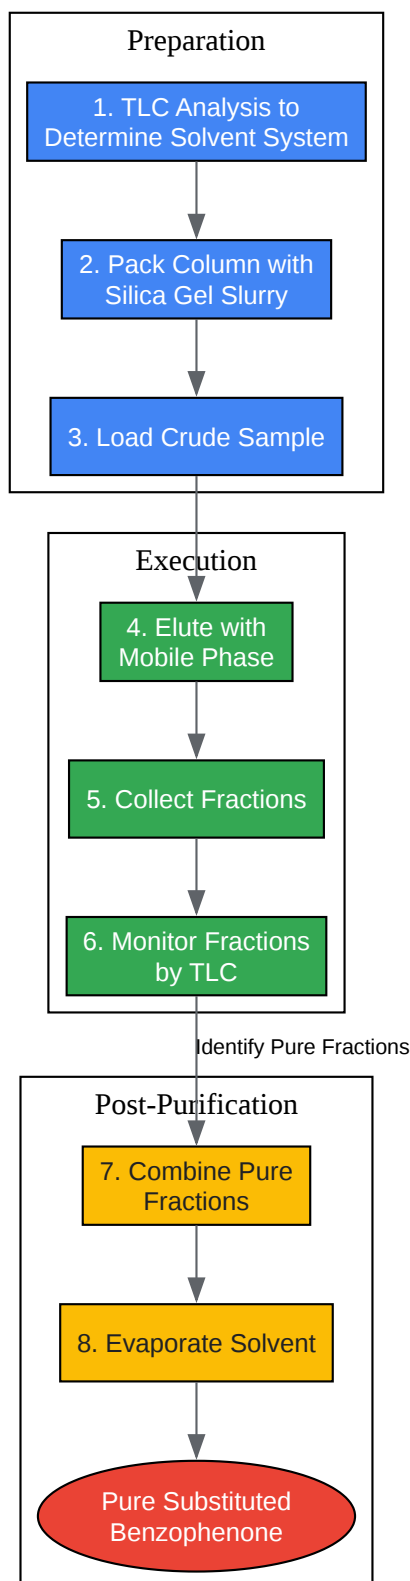 Preparation
1. TLC Analysis to
Determine Solvent System
2. Pack Column with
Silica Gel Slurry
3. Load Crude Sample
Execution
4. Elute with
Mobile Phase
5. Collect Fractions
6. Monitor Fractions
by TLC
Identify Pure Fractions
Post-Purification
7. Combine Pure
Fractions
8. Evaporate Solvent
Pure Substituted
Benzophenone